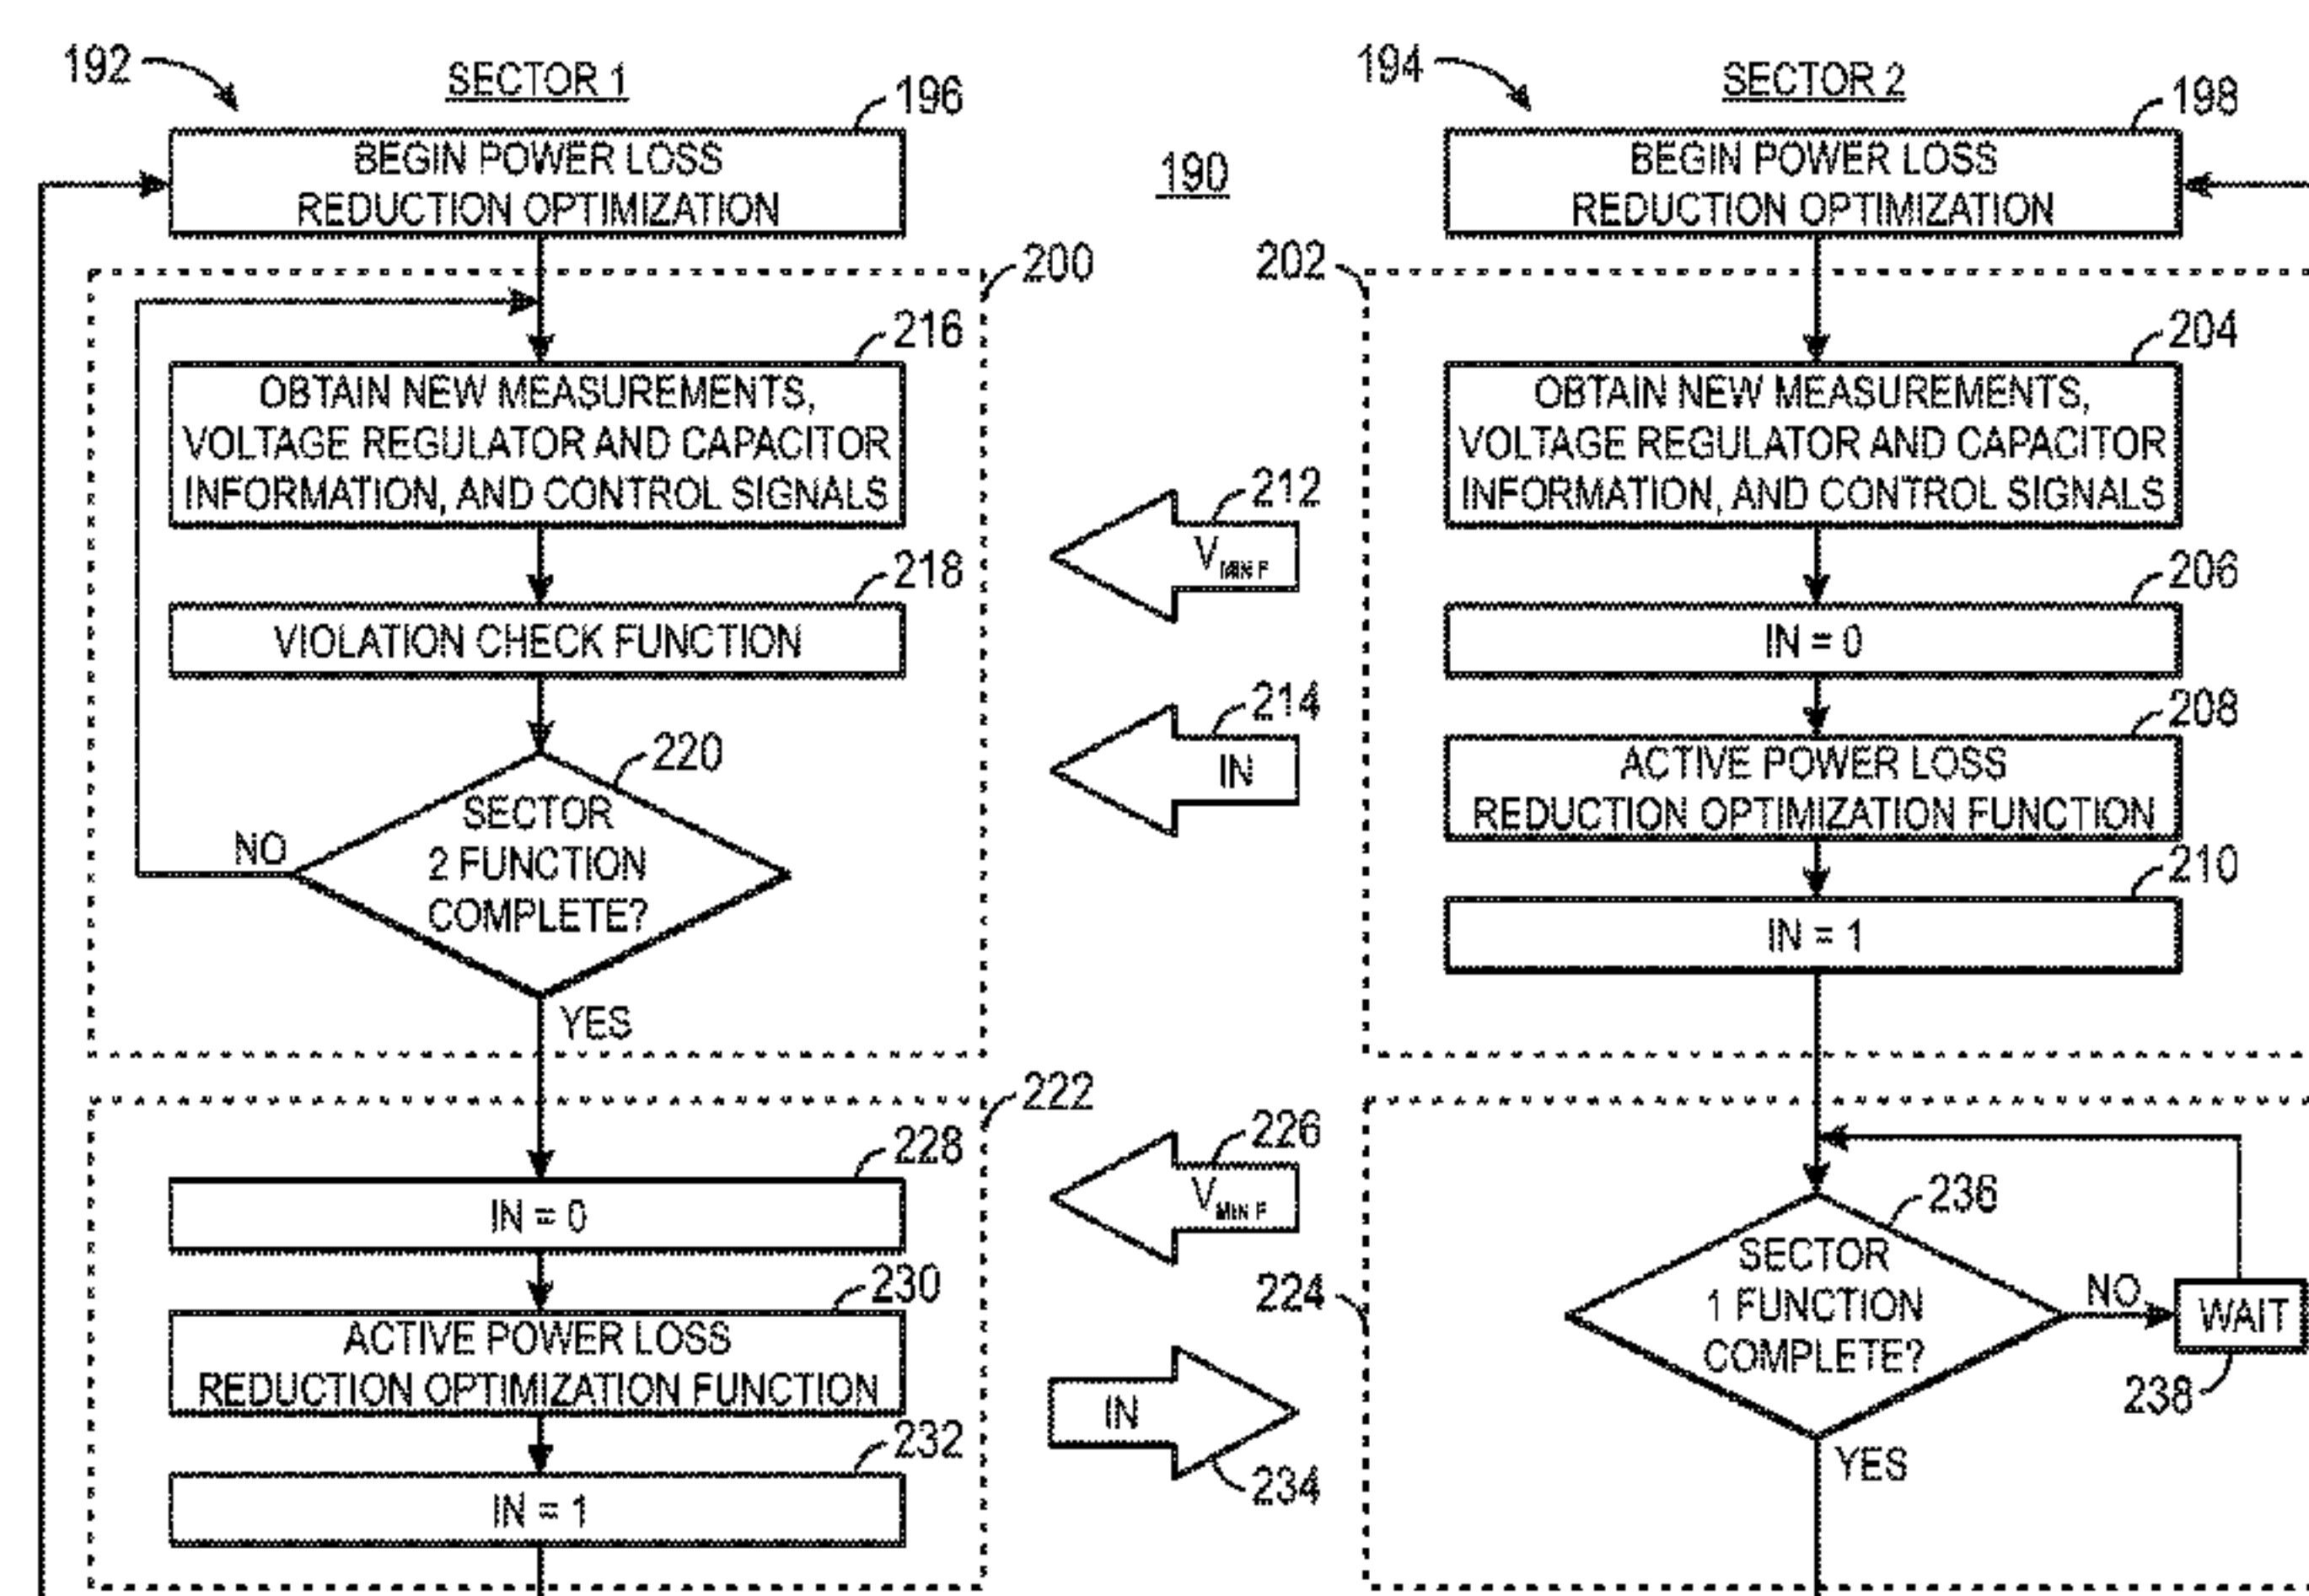 192
SECTOR 1
196
BEGIN POWER LOSS
REDUCTION OPTIMIZATION
200
216
OBTAIN NEW MEASUREMENTS,
VOLTAGE REGULATOR AND CAPACITOR
INFORMATION, AND CONTROL SIGNALS
218
VIOLATION CHECK FUNCTION
220
SECTOR
2 FUNCTION
COMPLETE?
NO
YES
222
228
IN = 0
230
ACTIVE POWER LOSS
REDUCTION OPTIMIZATION FUNCTION
232
IN = 1
190
212
V MIN F
214
IN
226
V MIN F
IN
234
194
SECTOR 2
198
BEGIN POWER LOSS
REDUCTION OPTIMIZATION
202
204
OBTAIN NEW MEASUREMENTS,
VOLTAGE REGULATOR AND CAPACITOR
INFORMATION, AND CONTROL SIGNALS
206
IN = 0
208
ACTIVE POWER LOSS
REDUCTION OPTIMIZATION FUNCTION
210
IN = 1
224
236
SECTOR
1 FUNCTION
COMPLETE?
NO
WAIT
238
YES